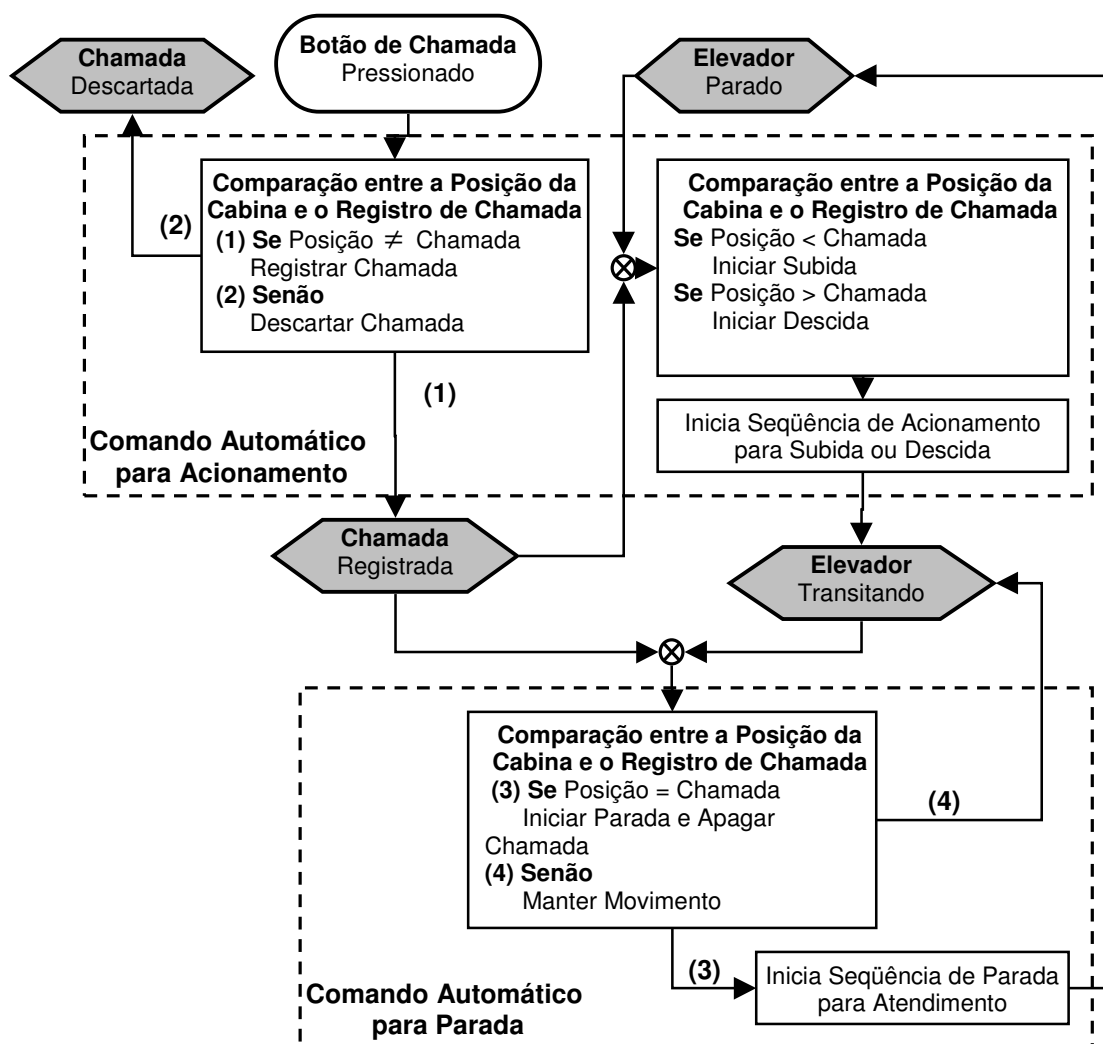 Chamada
Descartada
Botão de Chamada
Pressionado
Elevador
Parado
Comparação entre a Posição da
Cabina e o Registro de Chamada
(1) Se Posição ≠ Chamada
Registrar Chamada
(2) Senão
Descartar Chamada
(2)
Comparação entre a Posição da
Cabina e o Registro de Chamada
Se Posição < Chamada
Iniciar Subida
Se Posição > Chamada
Iniciar Descida
(1)
Inicia Seqüência de Acionamento
para Subida ou Descida
Comando Automático
para Acionamento
Chamada
Registrada
Elevador
Transitando
Comparação entre a Posição da
Cabina e o Registro de Chamada
(3) Se Posição = Chamada
Iniciar Parada e Apagar
Chamada
(4) Senão
Manter Movimento
(4)
(3)
Inicia Seqüência de Parada
para Atendimento
Comando Automático
para Parada